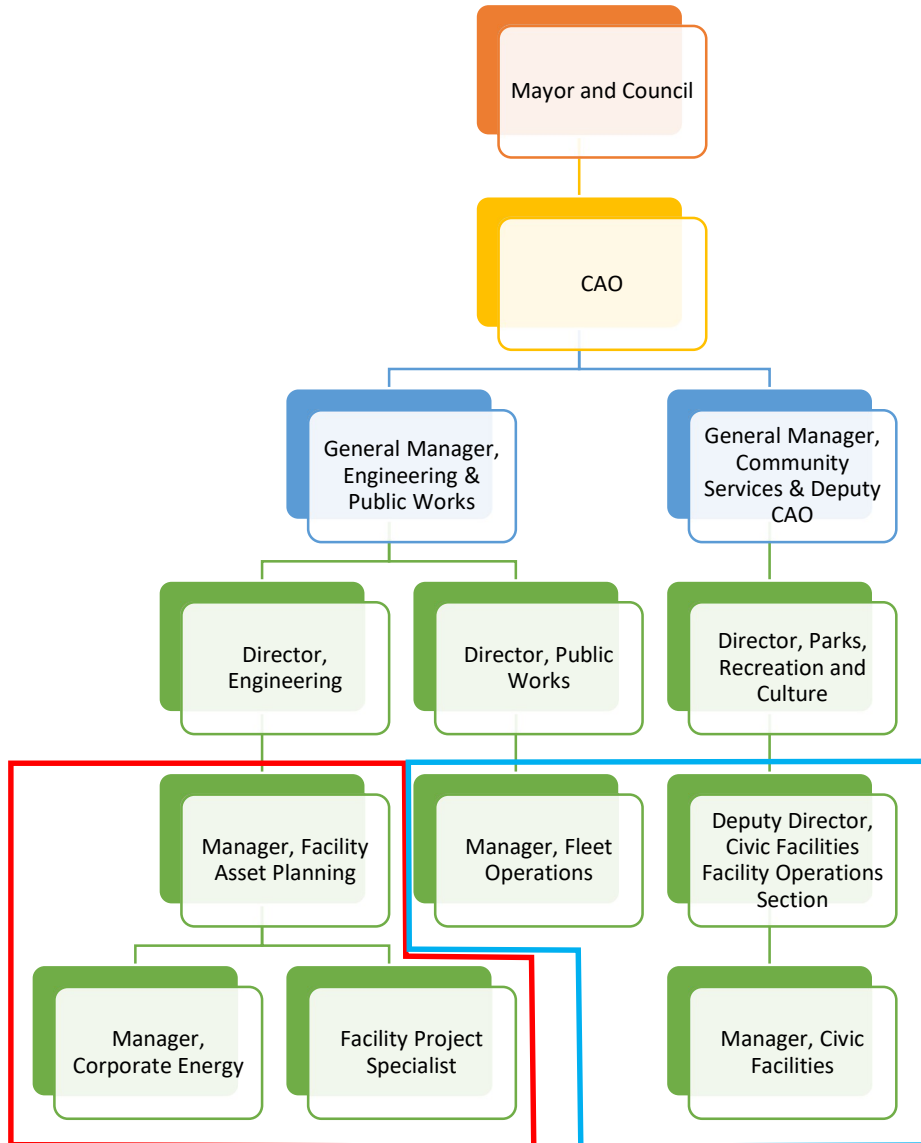 Mayor and Council
CAO
General Manager,
Engineering &
Public Works
General Manager,
Community
Services & Deputy
CAO
Director,
Engineering
Director, Public
Works
Director, Parks,
Recreation and
Culture
Manager, Facility
Asset Planning
Manager, Fleet
Operations
Deputy Director,
Civic Facilities
Facility Operations
Section
Manager,
Corporate Energy
Facility Project
Specialist
Manager, Civic
Facilities